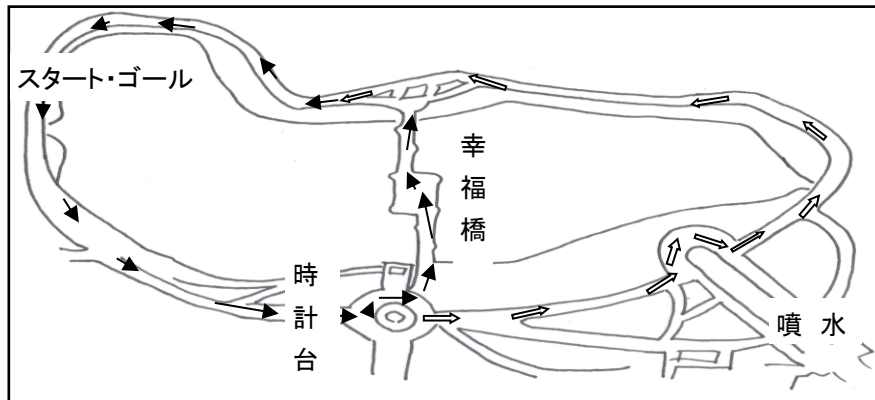 スタート・ゴール
幸福橋
時計台
噴水